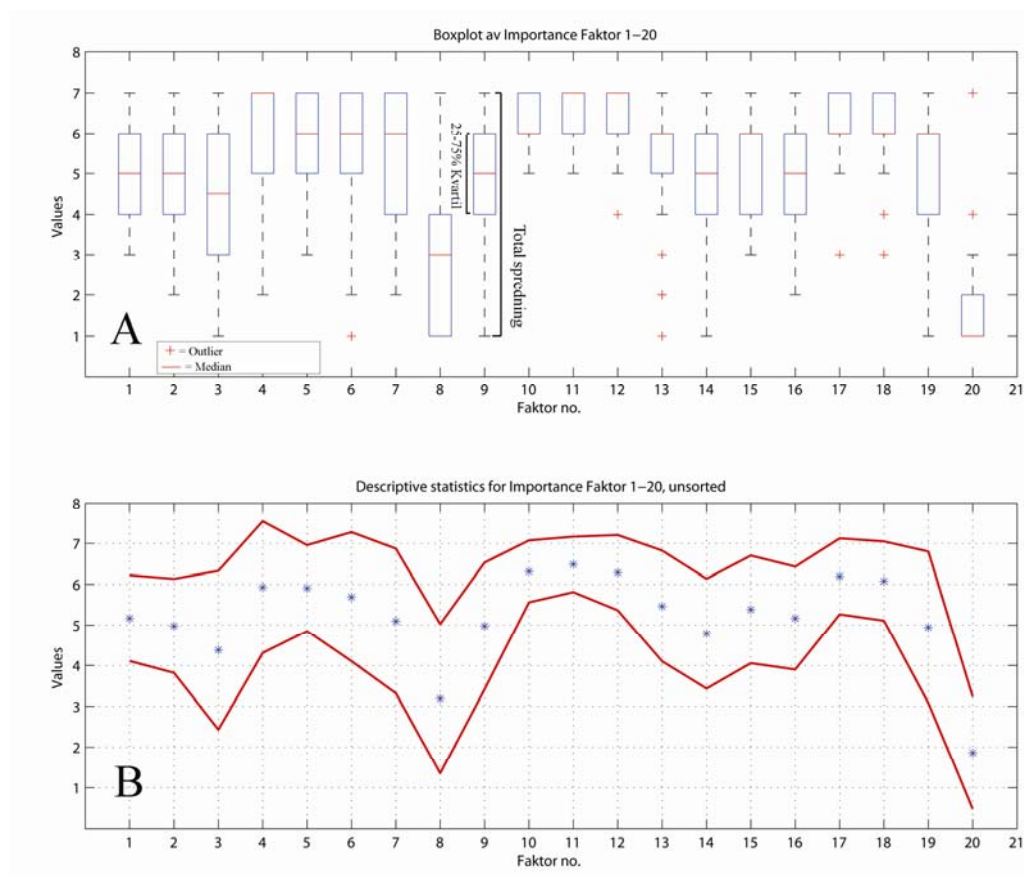 Boxplot av Importance Faktor 1−20
8
7
6
5
4
3
2
1
Values
25-75% Kvartil
Total spredning
A
+ = Outlier
— = Median
1 2 3 4 5 6 7 8 9 10 11 12 13 14 15 16 17 18 19 20 21
Faktor no.
Descriptive statistics for Importance Faktor 1−20, unsorted
8
7
6
5
4
3
2
1
Values
B
1 2 3 4 5 6 7 8 9 10 11 12 13 14 15 16 17 18 19 20 21
Faktor no.